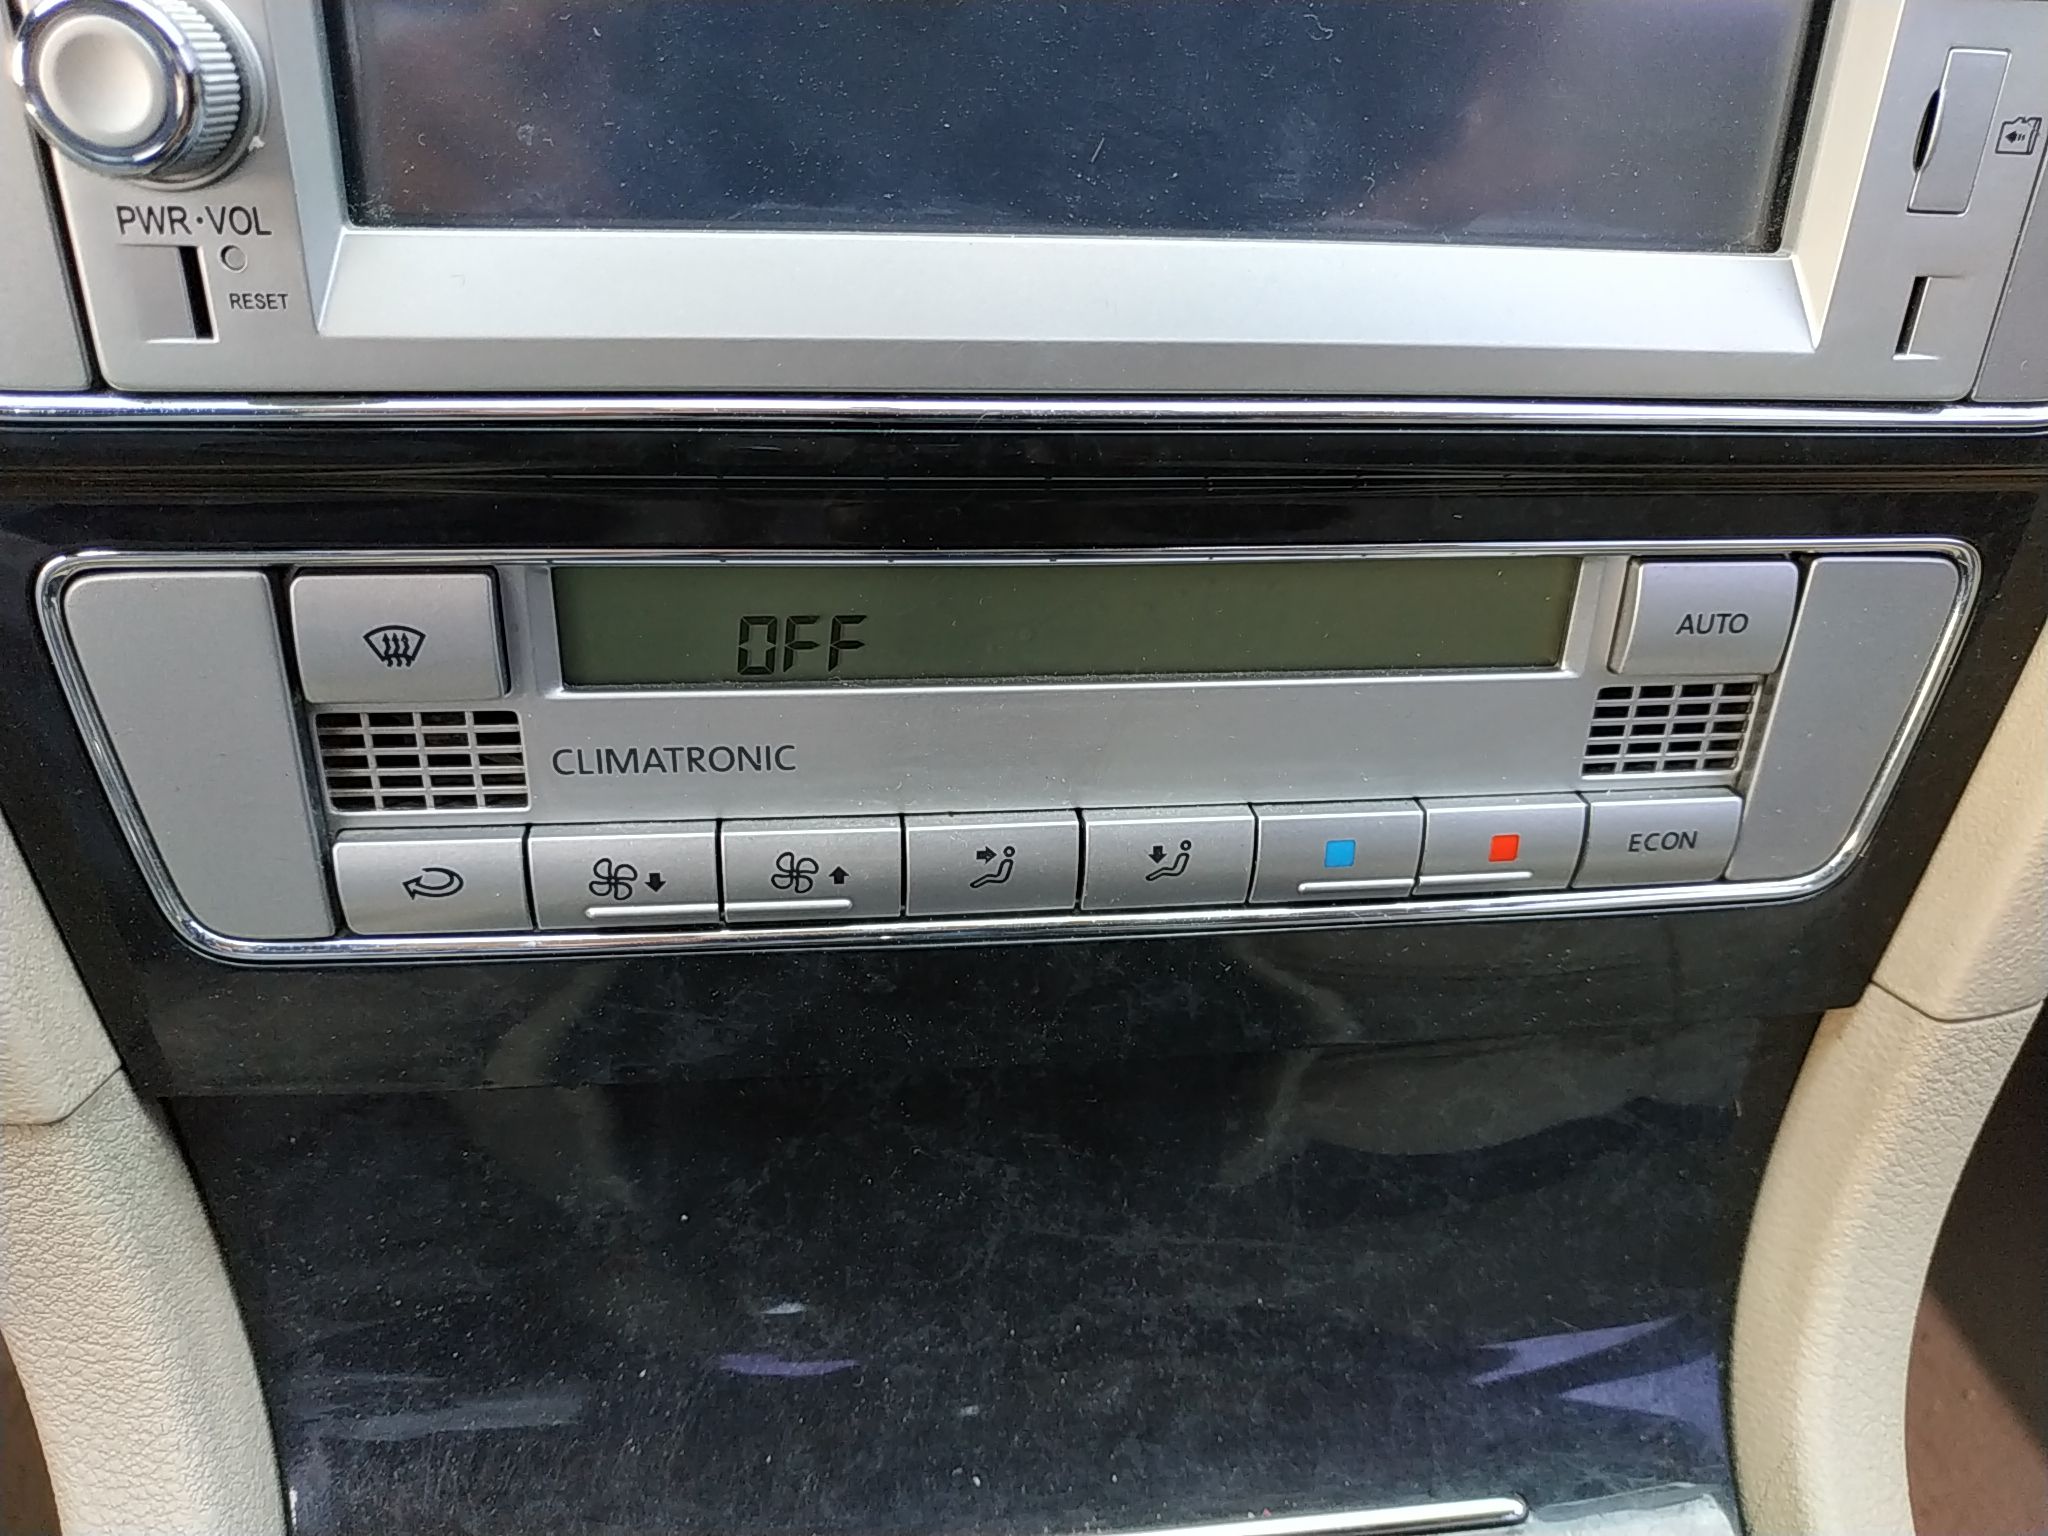 PWR·VOL
RESET
OFF
AUTO
CLIMATRONIC
ECON